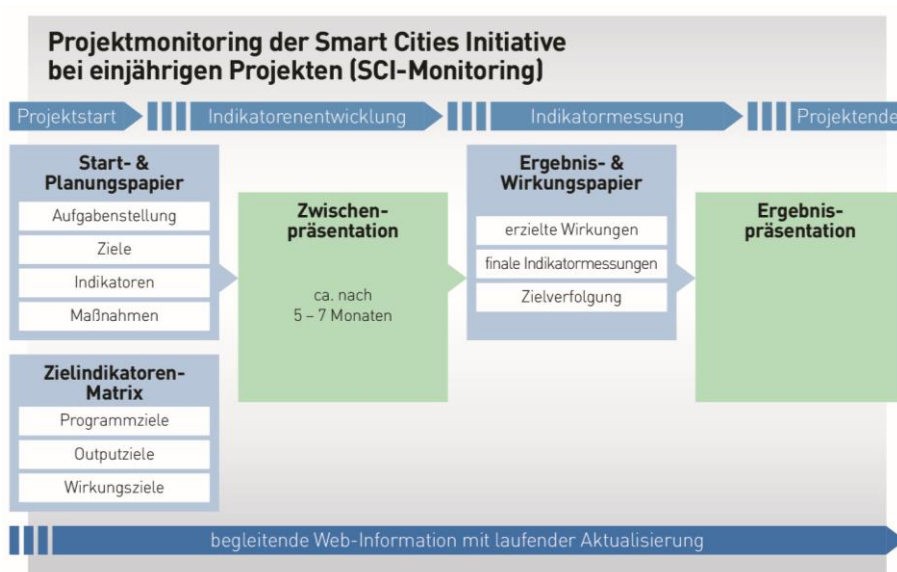 Projektmonitoring der Smart Cities Initiative
bei einjährigen Projekten (SCI-Monitoring)
Projektstart
Indikatorenentwicklung
Indikatormessung
Projektende
Start- &
Planungspapier
Aufgabenstellung
Ziele
Indikatoren
Maßnahmen
Zwischen-
präsentation
ca. nach
5 – 7 Monaten
Ergebnis- &
Wirkungspapier
erzielte Wirkungen
finale Indikatormessungen
Zielverfolgung
Ergebnis-
präsentation
Zielindikatoren-
Matrix
Programmziele
Outputziele
Wirkungsziele
begleitende Web-Information mit laufender Aktualisierung